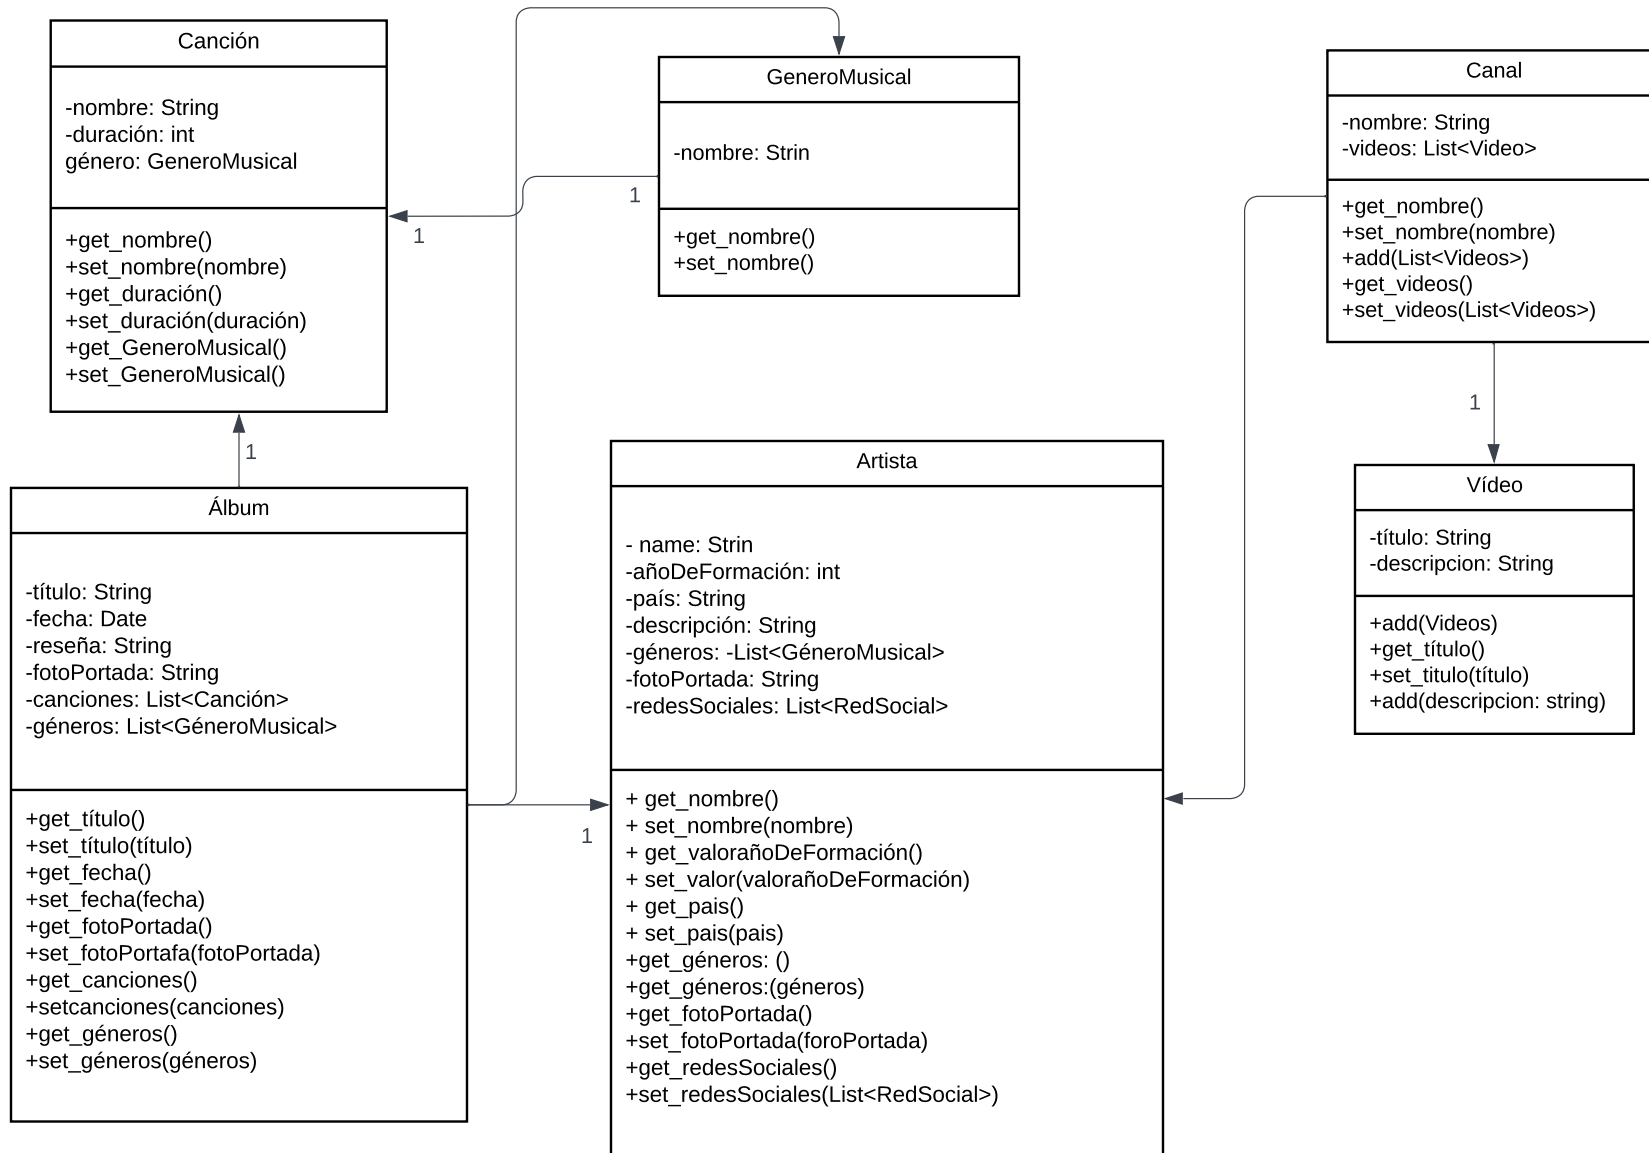 Canción
-nombre: String
-duración: int
género: GeneroMusical
+get_nombre()
+set_nombre(nombre)
+get_duración()
+set_duración(duración)
+get_GeneroMusical()
+set_GeneroMusical()
1
1
GeneroMusical
-nombre: Strin
+get_nombre()
+set_nombre()
Canal
-nombre: String
-videos: List<Video>
+get_nombre()
+set_nombre(nombre)
+add(List<Videos>)
+get_videos()
+set_videos(List<Videos>)
1
1
Álbum
-título: String
-fecha: Date
-reseña: String
-fotoPortada: String
-canciones: List<Canción>
-géneros: List<GéneroMusical>
+get_título()
+set_título(título)
+get_fecha()
+set_fecha(fecha)
+get_fotoPortada()
+set_fotoPortafa(fotoPortada)
+get_canciones()
+setcanciones(canciones)
+get_géneros()
+set_géneros(géneros)
1
Artista
- name: Strin
-añoDeFormación: int
-país: String
-descripción: String
-géneros: -List<GéneroMusical>
-fotoPortada: String
-redesSociales: List<RedSocial>
+ get_nombre()
+ set_nombre(nombre)
+ get_valorañoDeFormación()
+ set_valor(valorañoDeFormación)
+ get_pais()
+ set_pais(pais)
+get_géneros: ()
+get_géneros:(géneros)
+get_fotoPortada()
+set_fotoPortada(foroPortada)
+get_redesSociales()
+set_redesSociales(List<RedSocial>)
Vídeo
-título: String
-descripcion: String
+add(Videos)
+get_título()
+set_titulo(título)
+add(descripcion: string)